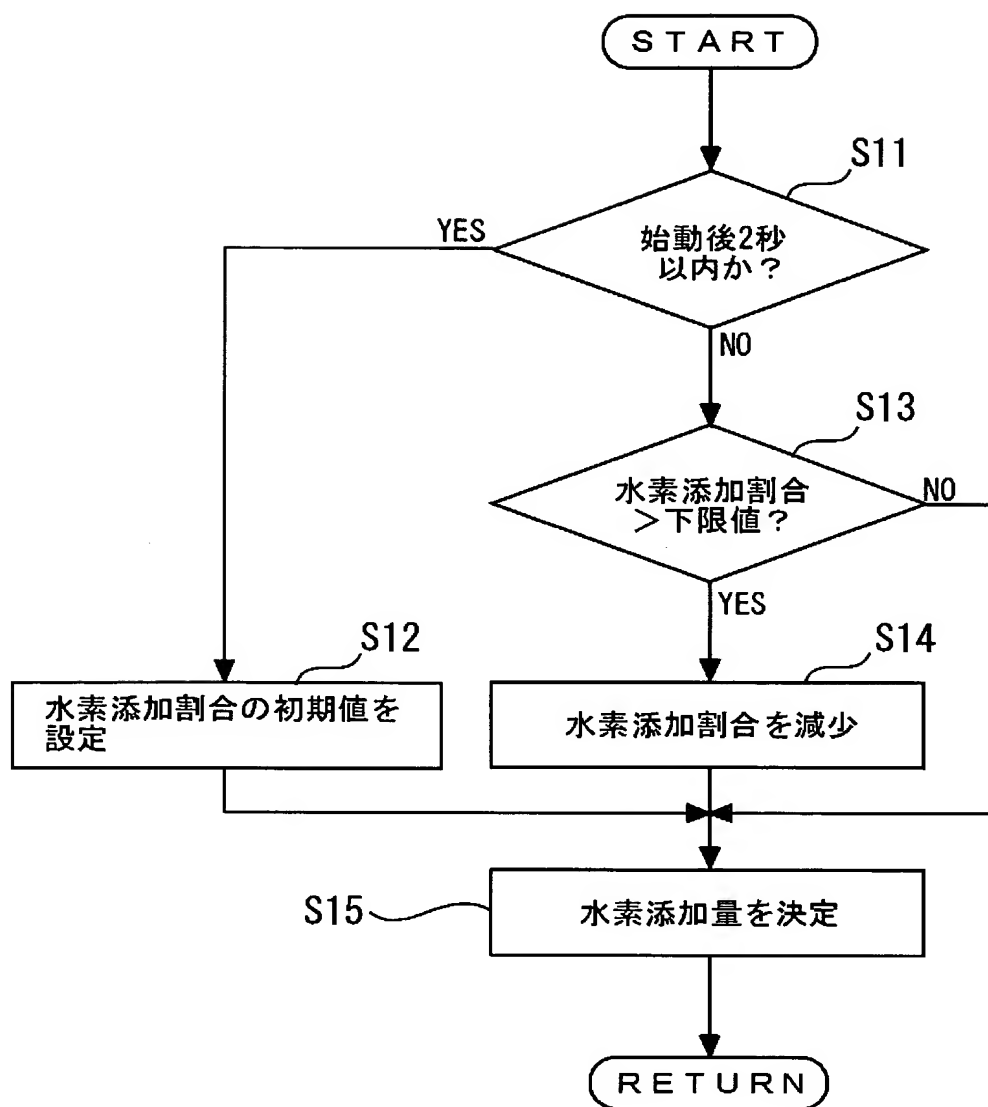 START
S11
YES
始動後2秒
以内か？
NO
S13
水素添加割合
＞下限値？
NO
YES
S12
S14
水素添加割合の初期値を
設定
水素添加割合を減少
S15
水素添加量を決定
RETURN